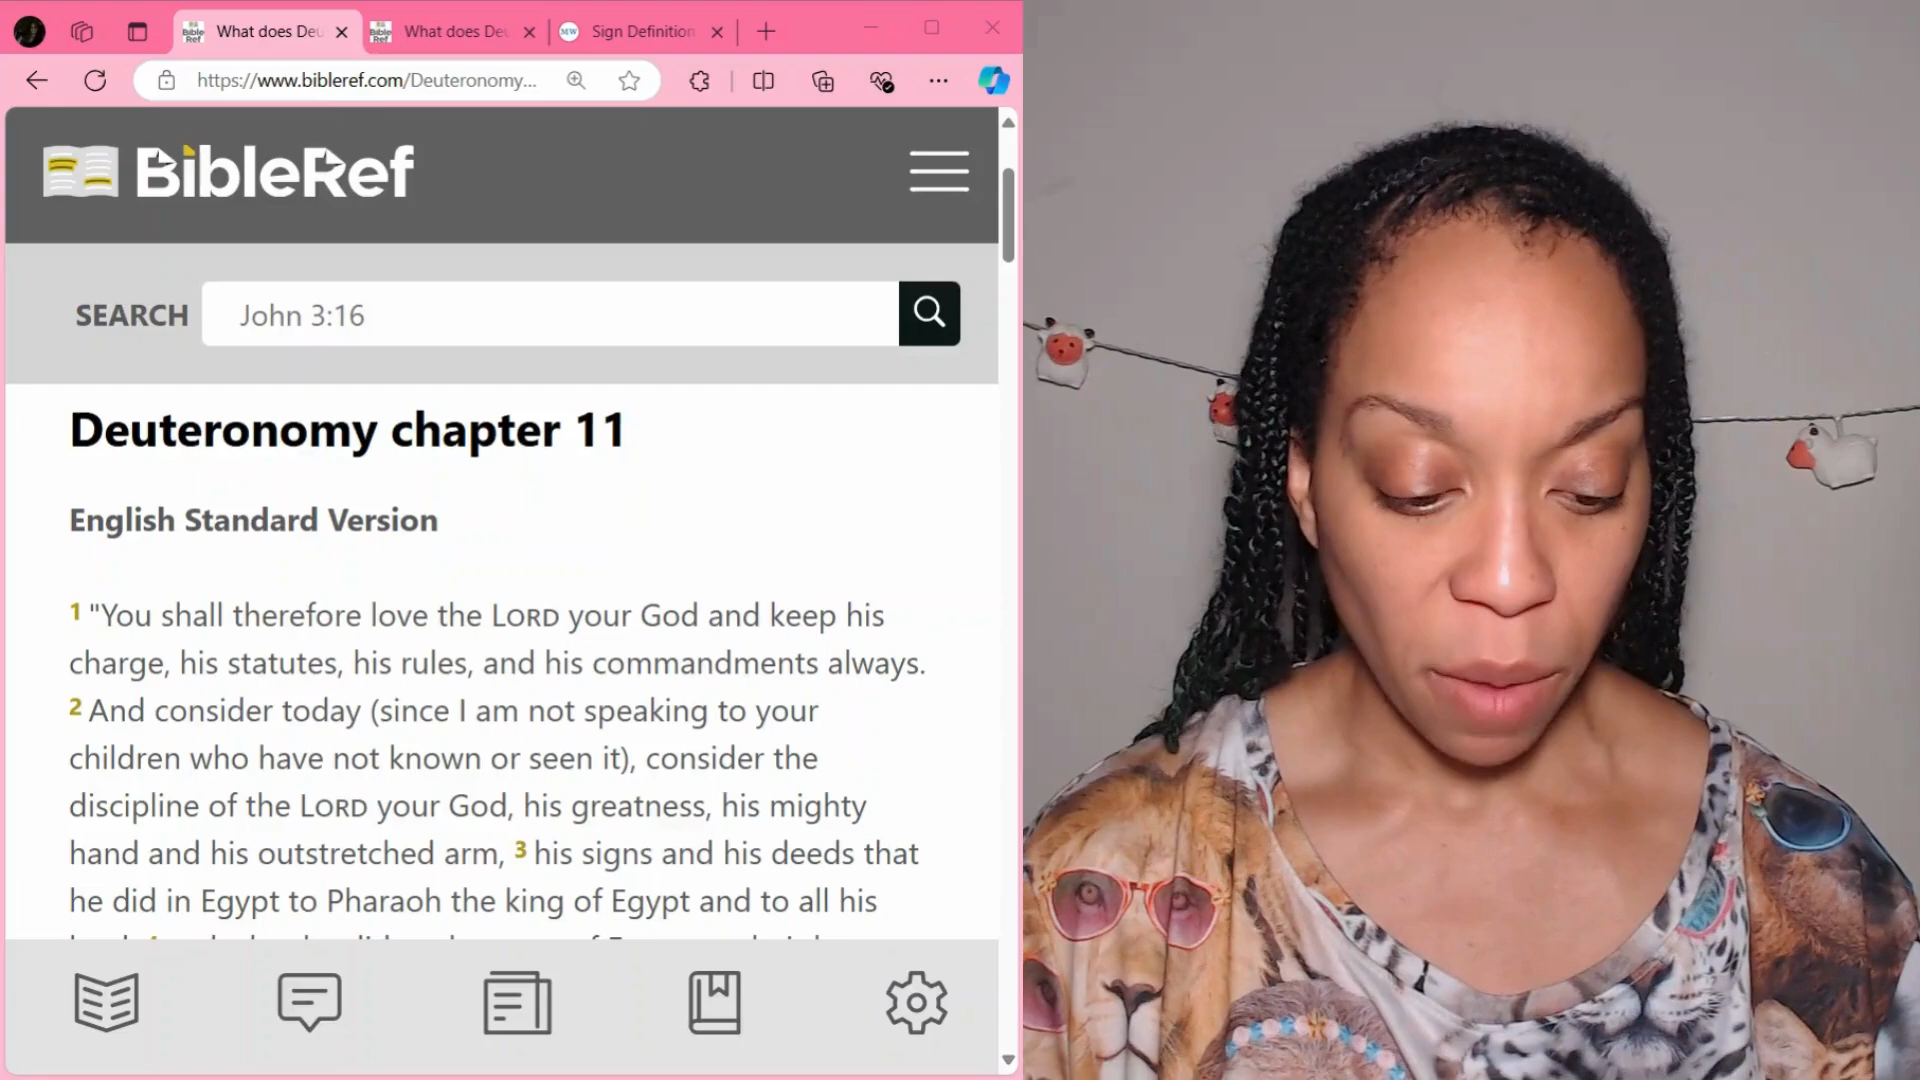 What does Deu
What does Deu
MW
Sign Definition
https://www.bibleref.com/Deuteronomy...
Bible
Ref
Bible
Ref
BibleRef
SEARCH
John 3:16
Deuteronomy chapter 11
English Standard Version
1 "You shall therefore love the LORD your God and keep his
charge, his statutes, his rules, and his commandments always.
2 And consider today (since I am not speaking to your
children who have not known or seen it), consider the
discipline of the LORD your God, his greatness, his mighty
hand and his outstretched arm, 3 his signs and his deeds that
he did in Egypt to Pharaoh the king of Egypt and to all his